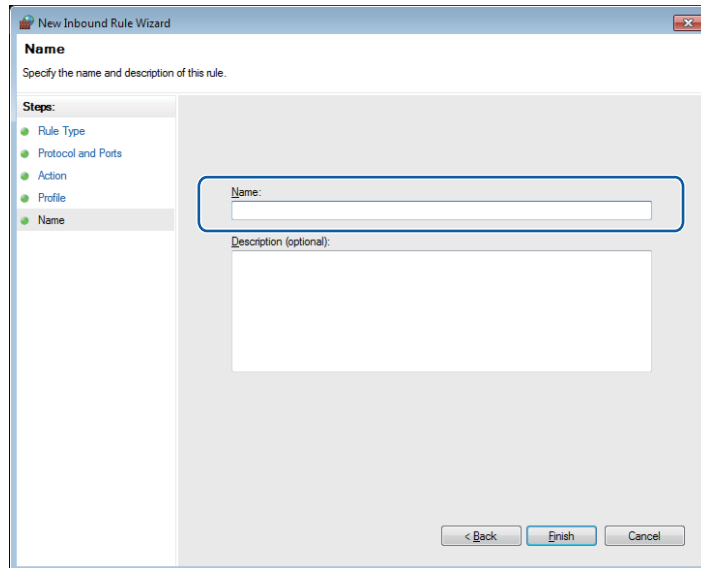 New Inbound Rule Wizard
Name
Specify the name and description of this rule.
Steps:
Rule Type
Protocol and Ports
Action
Profile
Name
Name:
Description (optional):
< Back
Finish
Cancel